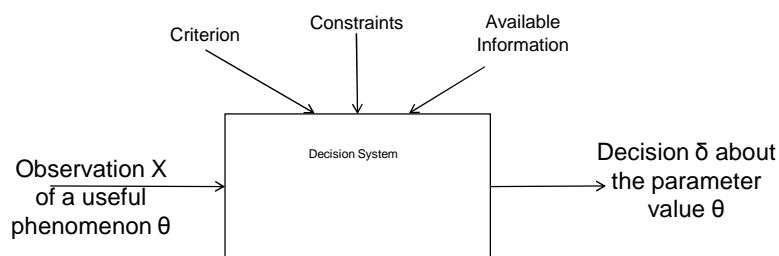 Criterion
Constraints
Available
Information
Decision System
Observation X
of a useful
phenomenon θ
Decision δ about
the parameter
value θ